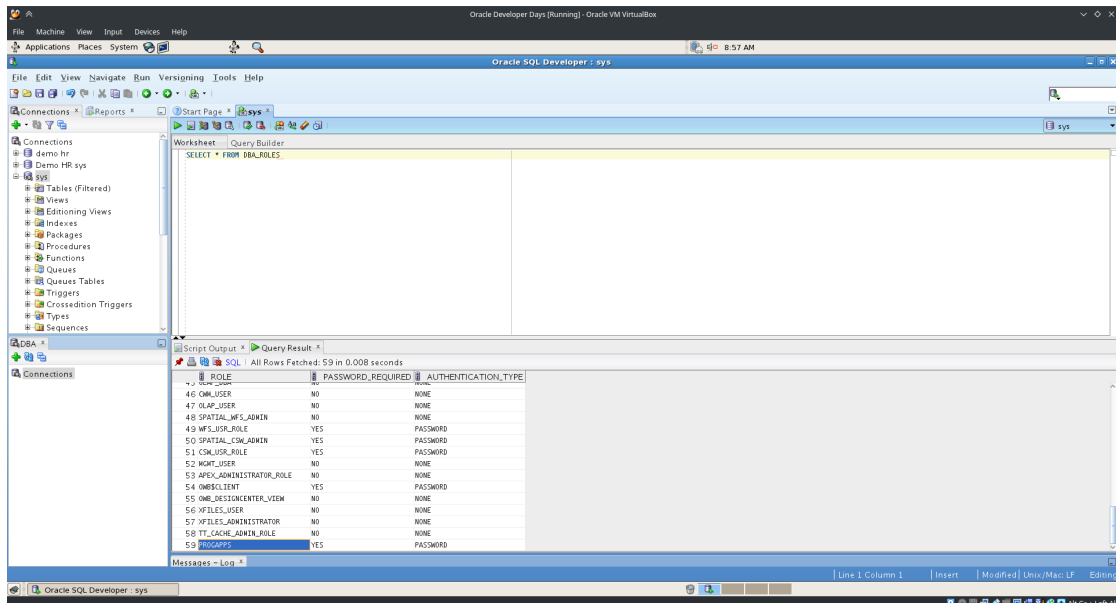 Oracle Developer Days [Running] - Oracle VM VirtualBox
File Machine View Input Devices Help
Applications Places System 8:57 AM
Oracle SQL Developer : sys
File Edit View Navigate Run Versigning Tools Help
Connections Reports Start Page sys
sys
Connections
demo hr
Demo HR sys
sys
Tables (Filtered)
Views
Editioning Views
Indexes
Packages
Procedures
Functions
Queues
Queues Tables
Triggers
Crossedition Triggers
Types
Sequences
DBA
Connections
Worksheet Query Builder
SELECT * FROM DBA_ROLES
Script Output Query Result
SQL All Rows Fetched: 59 in 0.008 seconds
ROLE PASSWORD_REQUIRED AUTHENTICATION_TYPE
46 CWM_USER NO NONE
47 OLAP_USER NO NONE
48 SPATIAL_WFS_ADMIN NO NONE
49 WFS_USR_ROLE YES PASSWORD
50 SPATIAL_CSW_ADMIN YES PASSWORD
51 CSW_USR_ROLE YES PASSWORD
52 MGMT_USER NO NONE
53 APEX_ADMINISTRATOR_ROLE NO NONE
54 OWB$CLIENT YES PASSWORD
55 OWB_DESIGNCENTER_VIEW NO NONE
56 XFILES_USER NO NONE
57 XFILES_ADMINISTRATOR NO NONE
58 TT_CACHE_ADMIN_ROLE NO NONE
59 PROGAPPS YES PASSWORD
Messages - Log
Line 1 Column 1 Insert Modified Unix/Mac: LF Editing
Oracle SQL Developer : sys